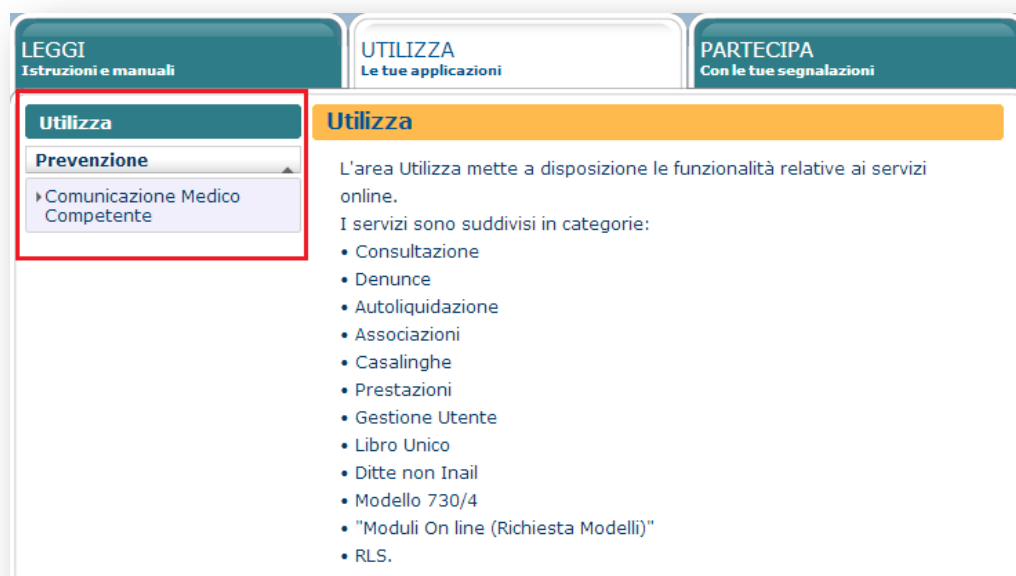 LEGGI
Istruzioni e manuali
UTILIZZA
Le tue applicazioni
PARTECIPA
Con le tue segnalazioni
Utilizza
Prevenzione
Comunicazione Medico
Competente
Utilizza
L'area Utilizza mette a disposizione le funzionalità relative ai servizi
online.
I servizi sono suddivisi in categorie:
• Consultazione
• Denunce
• Autoliquidazione
• Associazioni
• Casalinghe
• Prestazioni
• Gestione Utente
• Libro Unico
• Ditte non Inail
• Modello 730/4
• "Moduli On line (Richiesta Modelli)"
• RLS.